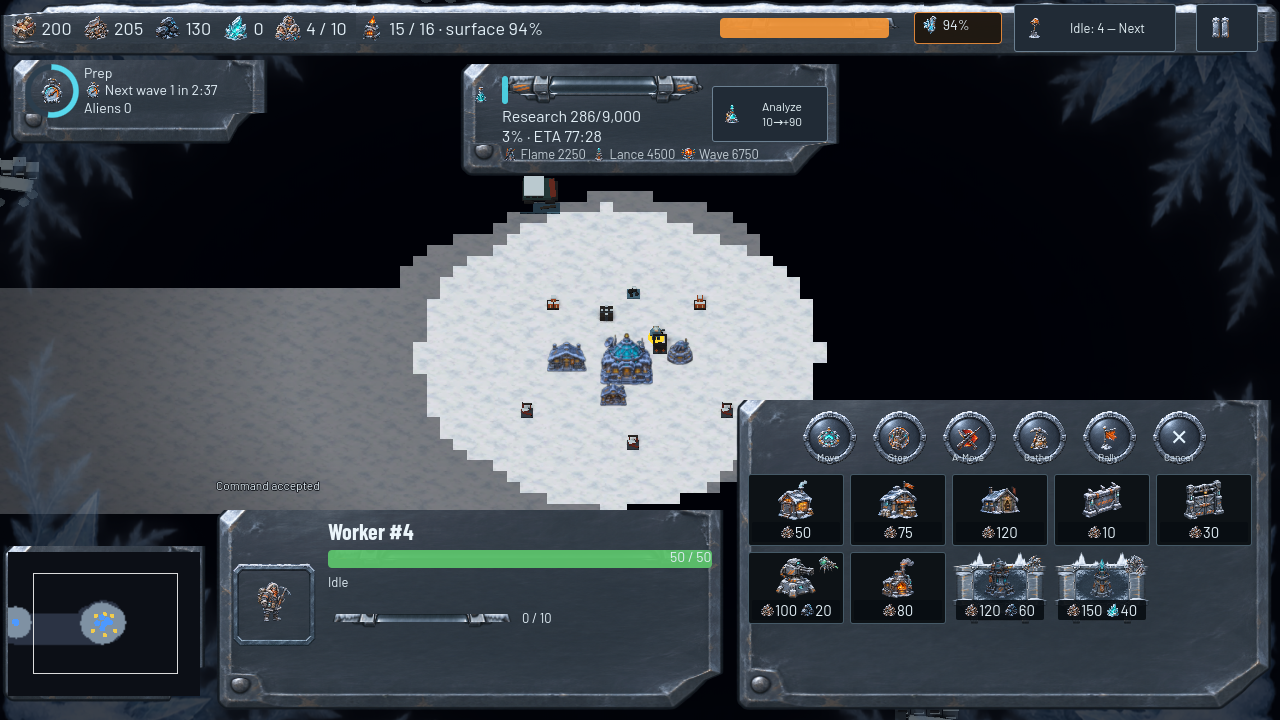 200 205 130 0 4 / 10 15 / 16 · surface 94%
94%
Idle: 4 — Next
Prep
Next wave 1 in 2:37
Aliens 0
Research 286/9,000
3% · ETA 77:28
Flame 2250 Lance 4500 Wave 6750
Analyze
10→+90
Command accepted
Worker #4
50 / 50
Idle
0 / 10
Move Stop A-Move Gather Rally Cancel
50 75 120 10 30
100 20 80 120 60 150 40